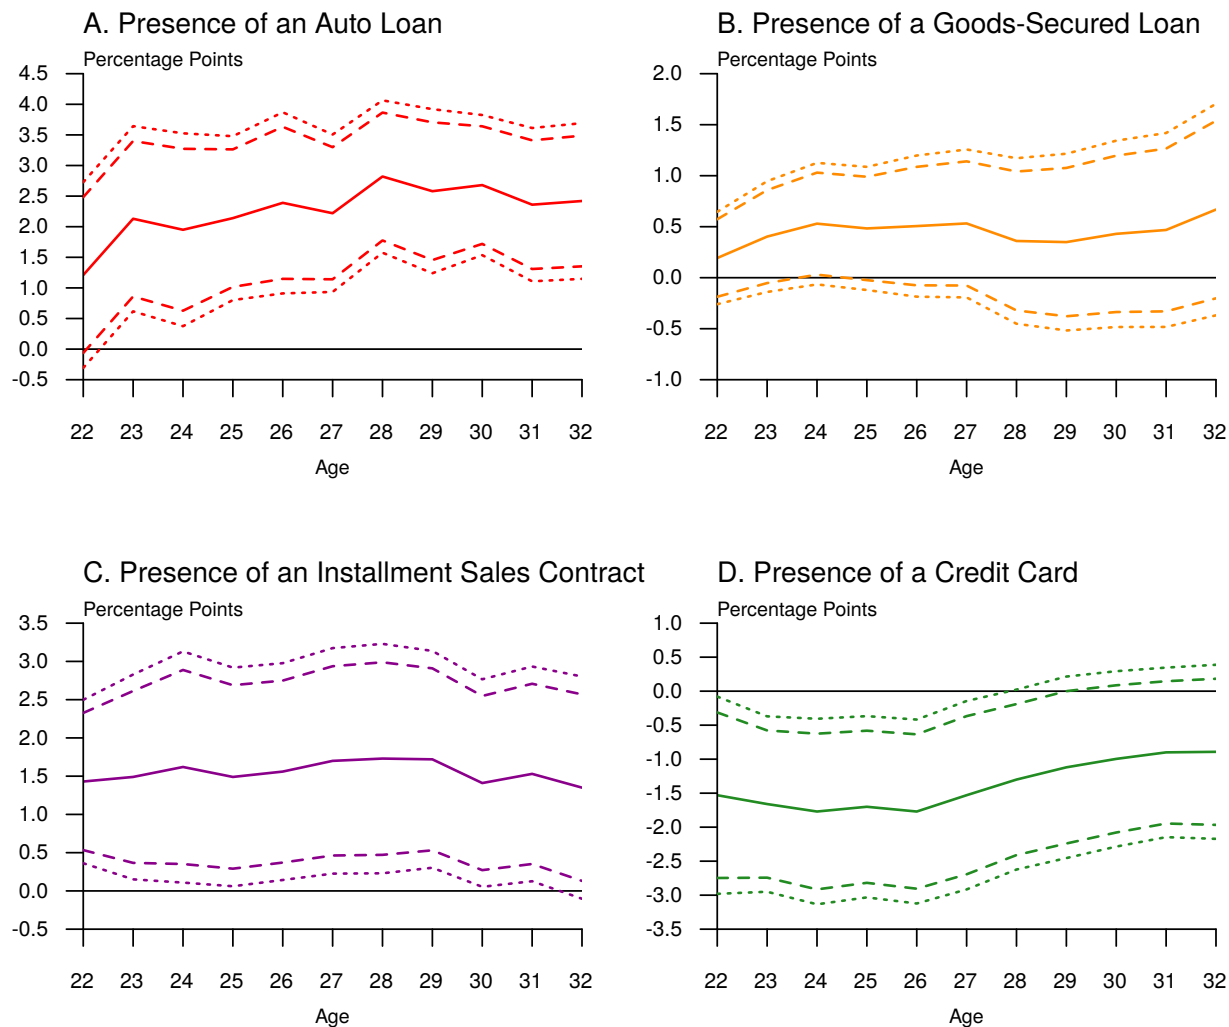 A. Presence of an Auto Loan
Percentage Points
4.5
4.0
3.5
3.0
2.5
2.0
1.5
1.0
0.5
0.0
-0.5
22 23 24 25 26 27 28 29 30 31 32
Age
B. Presence of a Goods-Secured Loan
Percentage Points
2.0
1.5
1.0
0.5
0.0
-0.5
-1.0
22 23 24 25 26 27 28 29 30 31 32
Age
C. Presence of an Installment Sales Contract
Percentage Points
3.5
3.0
2.5
2.0
1.5
1.0
0.5
0.0
-0.5
22 23 24 25 26 27 28 29 30 31 32
Age
D. Presence of a Credit Card
Percentage Points
1.0
0.5
0.0
-0.5
-1.0
-1.5
-2.0
-2.5
-3.0
-3.5
22 23 24 25 26 27 28 29 30 31 32
Age